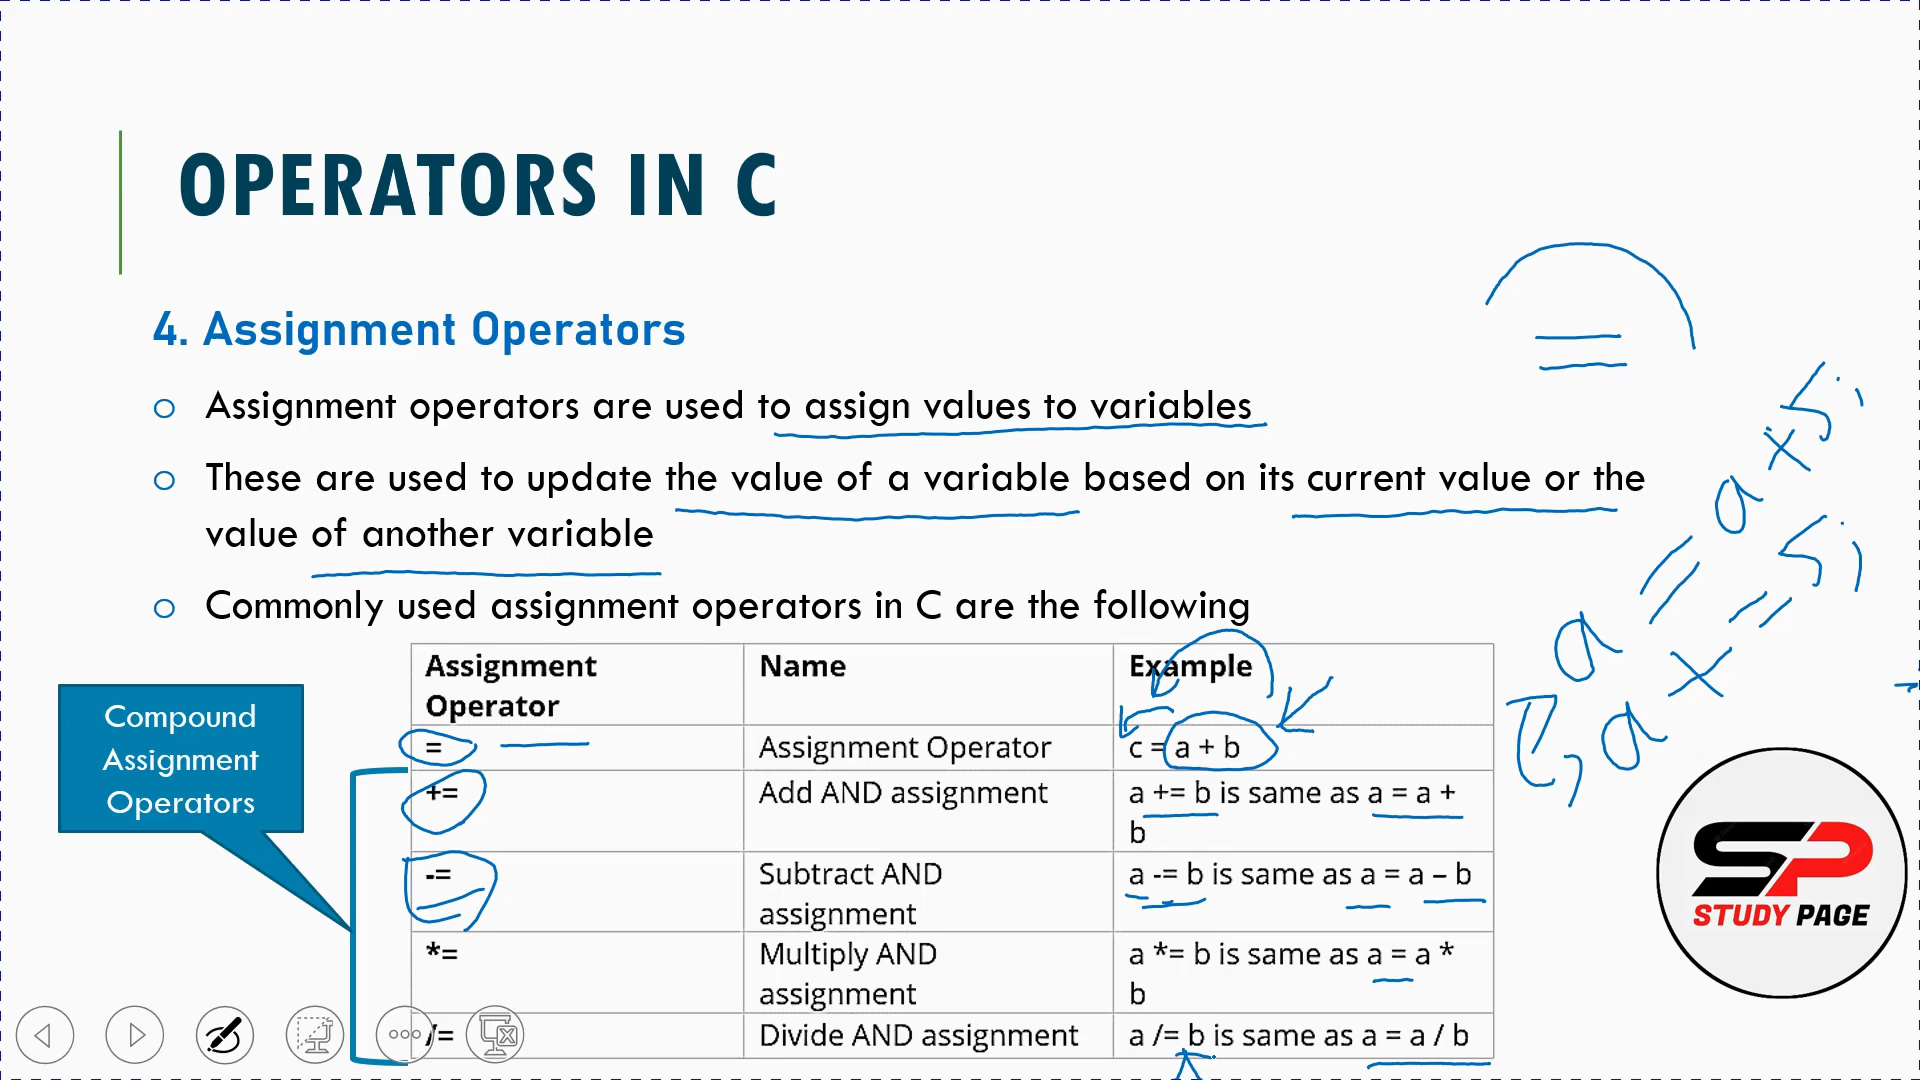 OPERATORS IN C
4. Assignment Operators
Assignment operators are used to assign values to variables
These are used to update the value of a variable based on its current value or the
value of another variable
Commonly used assignment operators in C are the following
Compound
Assignment
Operators
Assignment
Operator
Name
Example
=
Assignment Operator
c = a + b
+=
Add AND assignment
a += b is same as a = a +
b
-=
Subtract AND
assignment
a -= b is same as a = a – b
*=
Multiply AND
assignment
a *= b is same as a = a *
b
/=
Divide AND assignment
a /= b is same as a = a / b
=
a = a x 5;
a x = 5;
SP
STUDY PAGE